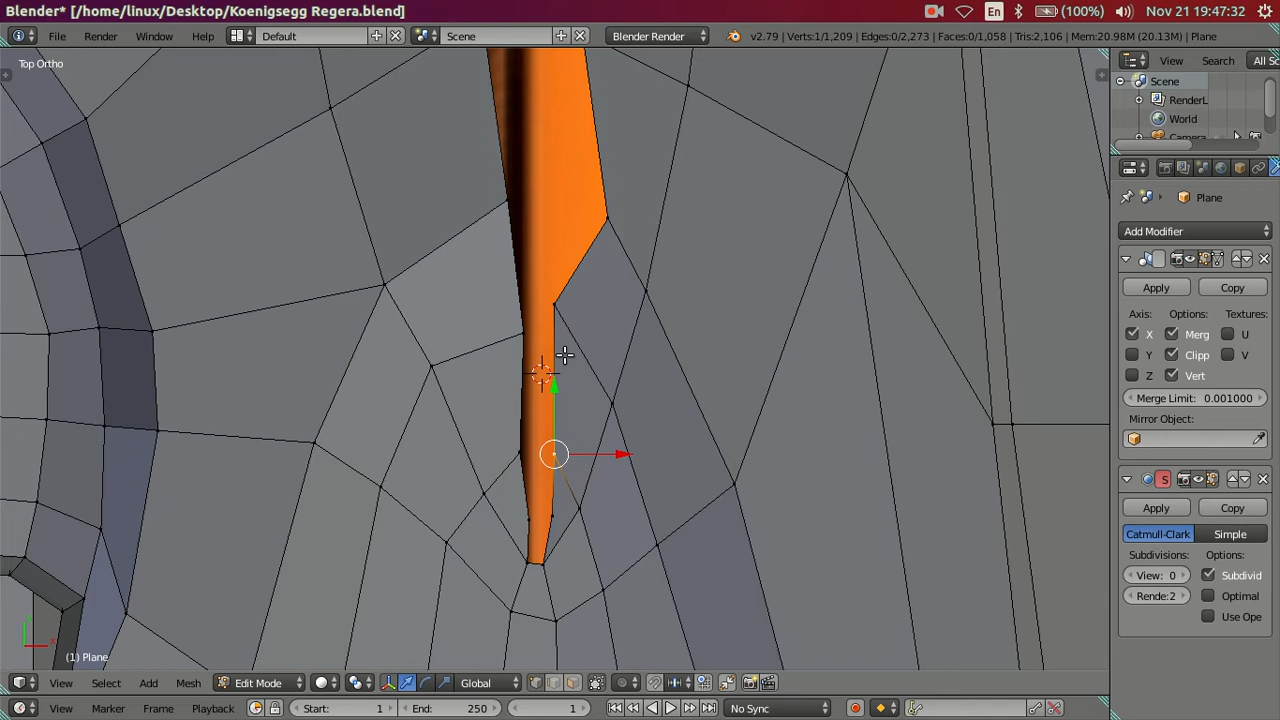 Blender* [/home/linux/Desktop/Koenigsegg Regera.blend]
En (100%) Nov 21 19:47:32
File Render Window Help Default Scene Blender Render v2.79 | Verts:1/1,209 | Edges:0/2,273 | Faces:0/1,058 | Tris:2,106 | Mem:20.98M (20.13M) | Plane
View Search All Sc
Top Ortho
Scene
RenderL
World
Camera
Plane
Add Modifier
Apply Copy
Axis: Options: Textures:
X Merg U
Y Clipp V
Z Vert
Merge Limit: 0.001000
Mirror Object:
S
Apply Copy
Catmull-Clark Simple
Subdivisions: Options:
View: 0 Subdivid
Rende:2 Optimal
Use Ope
(1) Plane
View Select Add Mesh Edit Mode Global
View Marker Frame Playback Start: 1 End: 250 1 No Sync